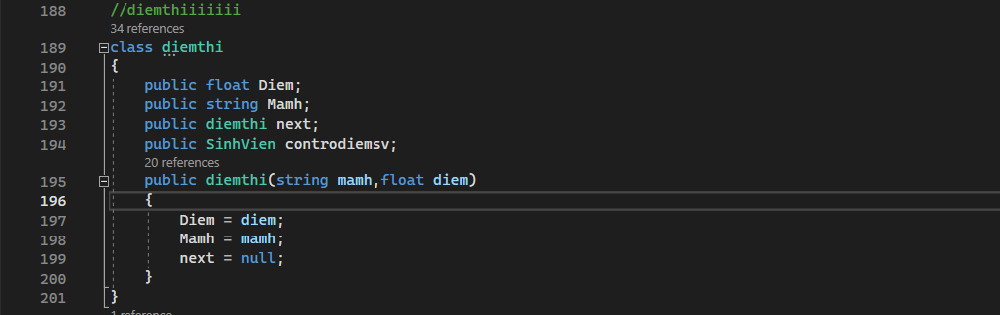 188 //diemthiiiiiii
34 references
189 class diemthi
190 {
191 public float Diem;
192 public string Mamh;
193 public diemthi next;
194 public SinhVien controdiemsv;
20 references
195 public diemthi(string mamh,float diem)
196 {
197 Diem = diem;
198 Mamh = mamh;
199 next = null;
200 }
201 }
1 reference